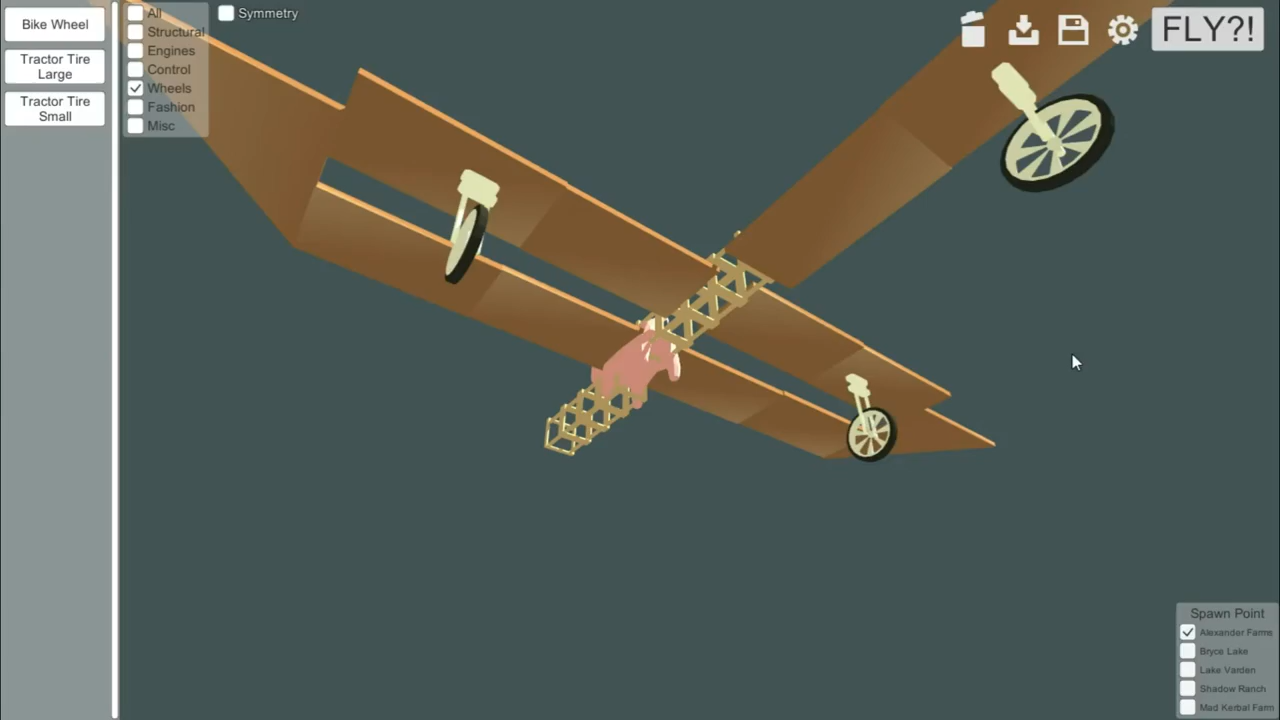 Bike Wheel
Tractor Tire
Large
Tractor Tire
Small
All
Structural
Engines
Control
Wheels
Fashion
Misc
Symmetry
FLY?!
Spawn Point
Alexander Farms
Bryce Lake
Lake Varden
Shadow Ranch
Mad Kerbal Farm